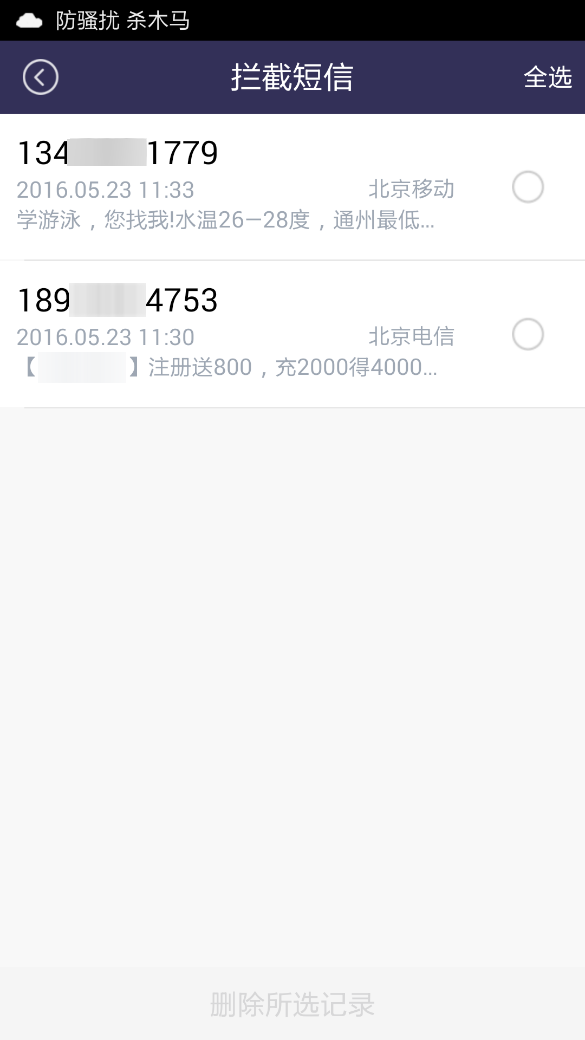 防骚扰 杀木马
拦截短信
全选
134 1779
2016.05.23 11:33
北京移动
学游泳，您找我!水温26—28度，通州最低...
189 4753
2016.05.23 11:30
北京电信
【 】注册送800，充2000得4000...
删除所选记录